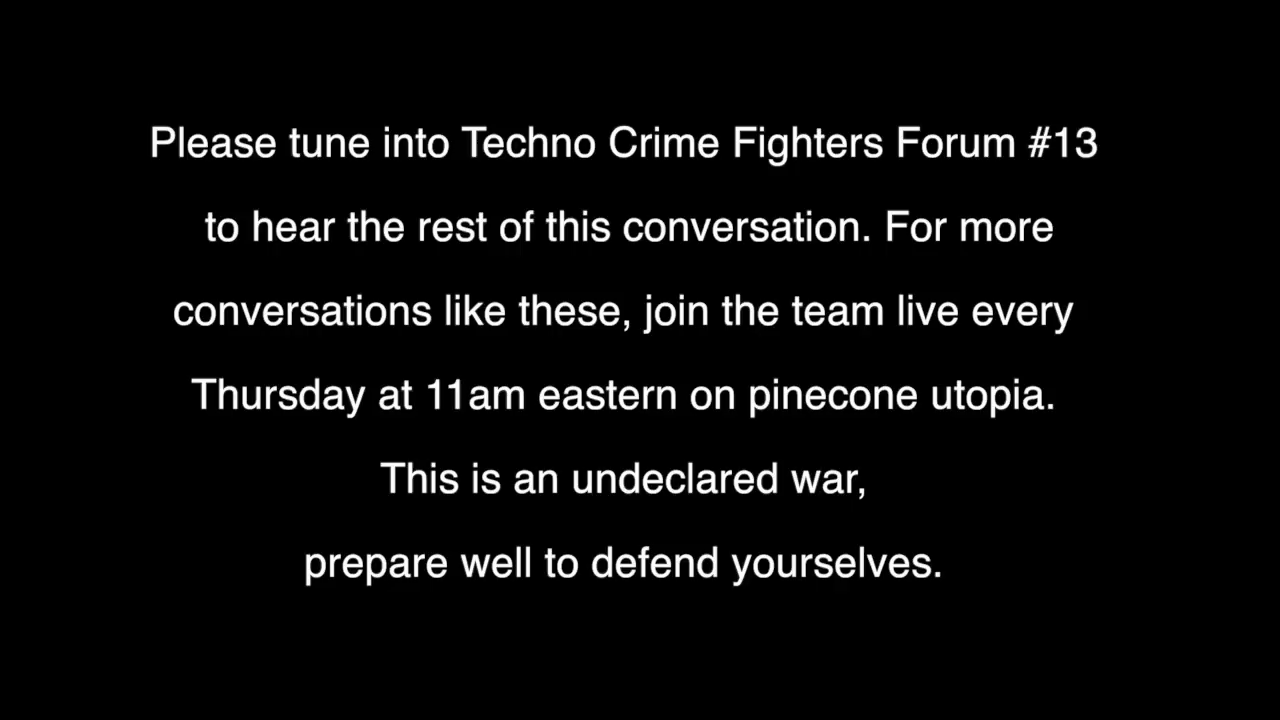 Please tune into Techno Crime Fighters Forum #13
to hear the rest of this conversation. For more
conversations like these, join the team live every
Thursday at 11am eastern on pinecone utopia.
This is an undeclared war,
prepare well to defend yourselves.